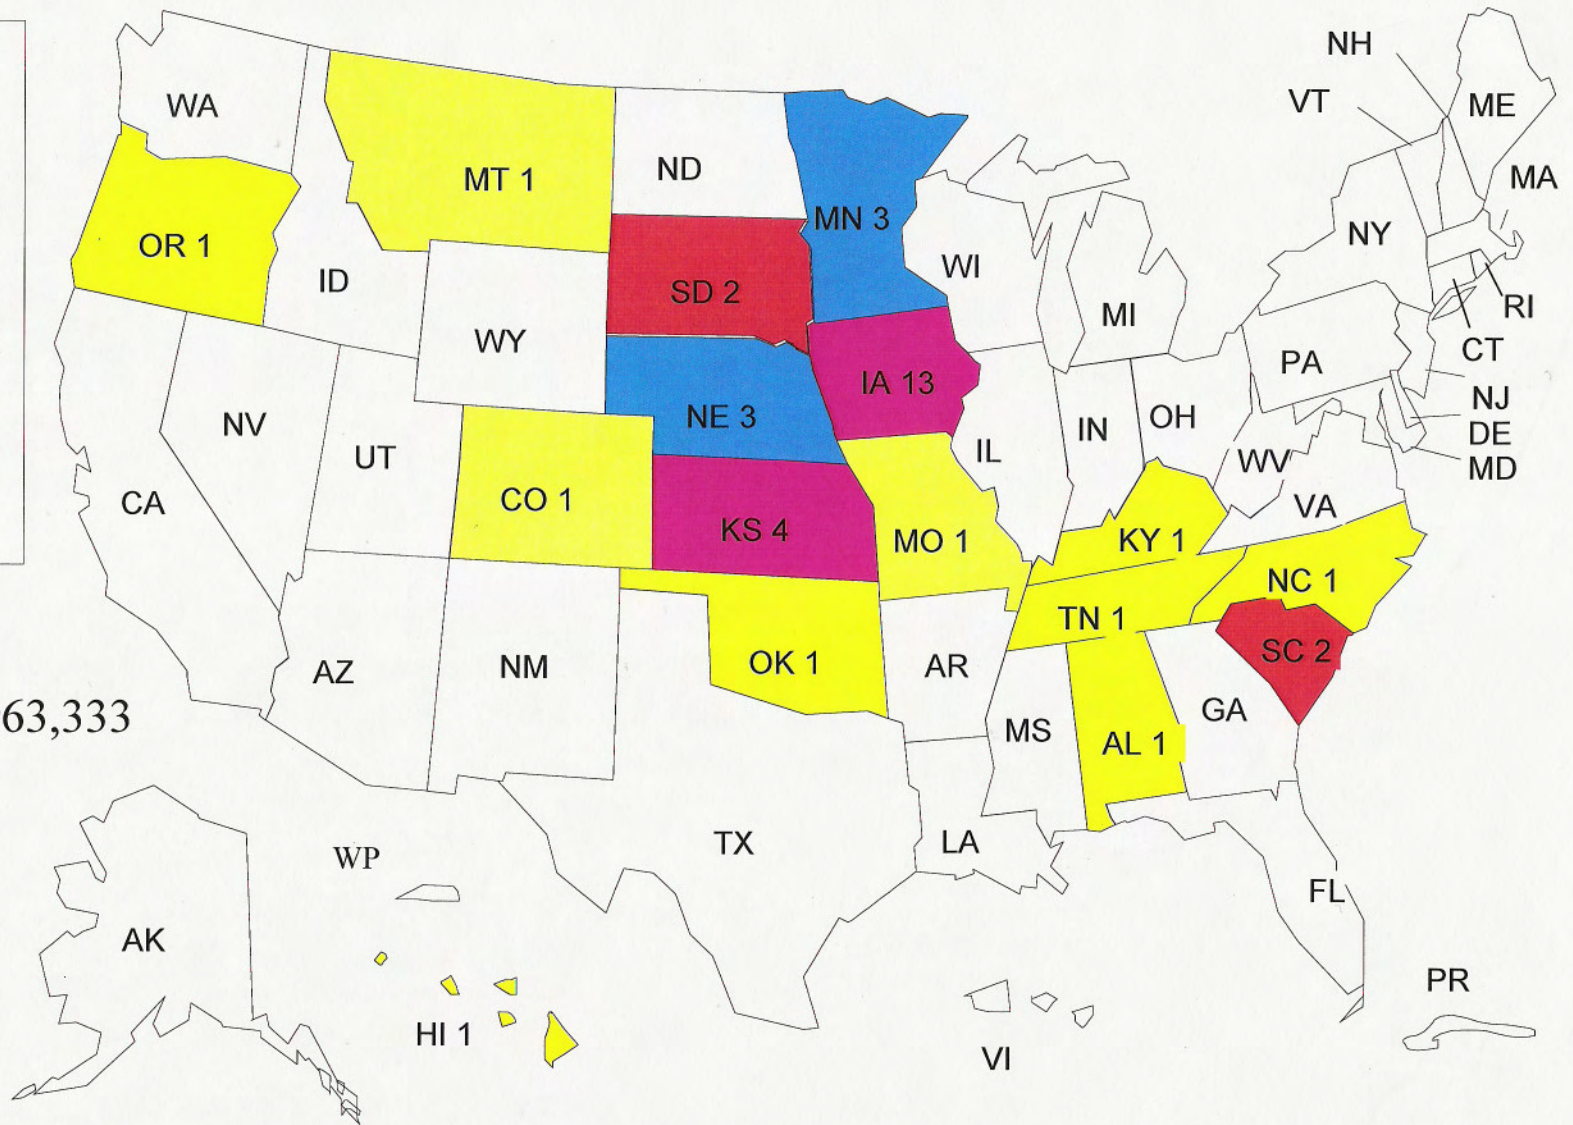 NH
VT
ME
WA
MA
ND
MT 1
MN 3
NY
OR 1
WI
ID
SD 2
RI
MI
WY
CT
PA
IA 13
NJ
NE 3
OH
NV
IN
DE
IL
UT
WV
MD
CO 1
CA
VA
KS 4
MO 1
KY 1
NC 1
TN 1
SC 2
OK 1
AR
NM
AZ
GA
63,333
MS
AL 1
TX
LA
WP
FL
AK
PR
HI 1
VI